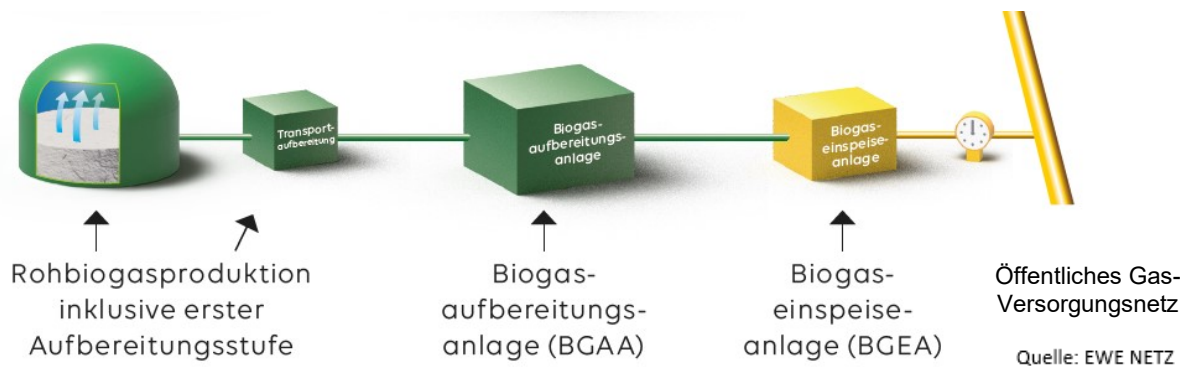 Transport-
aufbereitung
Biogas-
aufbereitungs-
anlage
Biogas-
einspeise-
anlage
Rohbiogasproduktion
inklusive erster
Aufbereitungsstufe
Biogas-
aufbereitungs-
anlage (BGAA)
Biogas-
einspeise-
anlage (BGEA)
Öffentliches Gas-
Versorgungsnetz
Quelle: EWE NETZ